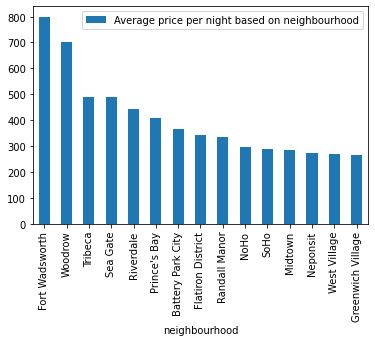 Average price per night based on neighbourhood
800
700
600
500
400
300
200
100
0
Fort Wadsworth
Woodrow
Tribeca
Sea Gate
Riverdale
Prince's Bay
Battery Park City
Flatiron District
Randall Manor
NoHo
SoHo
Midtown
Neponsit
West Village
Greenwich Village
neighbourhood